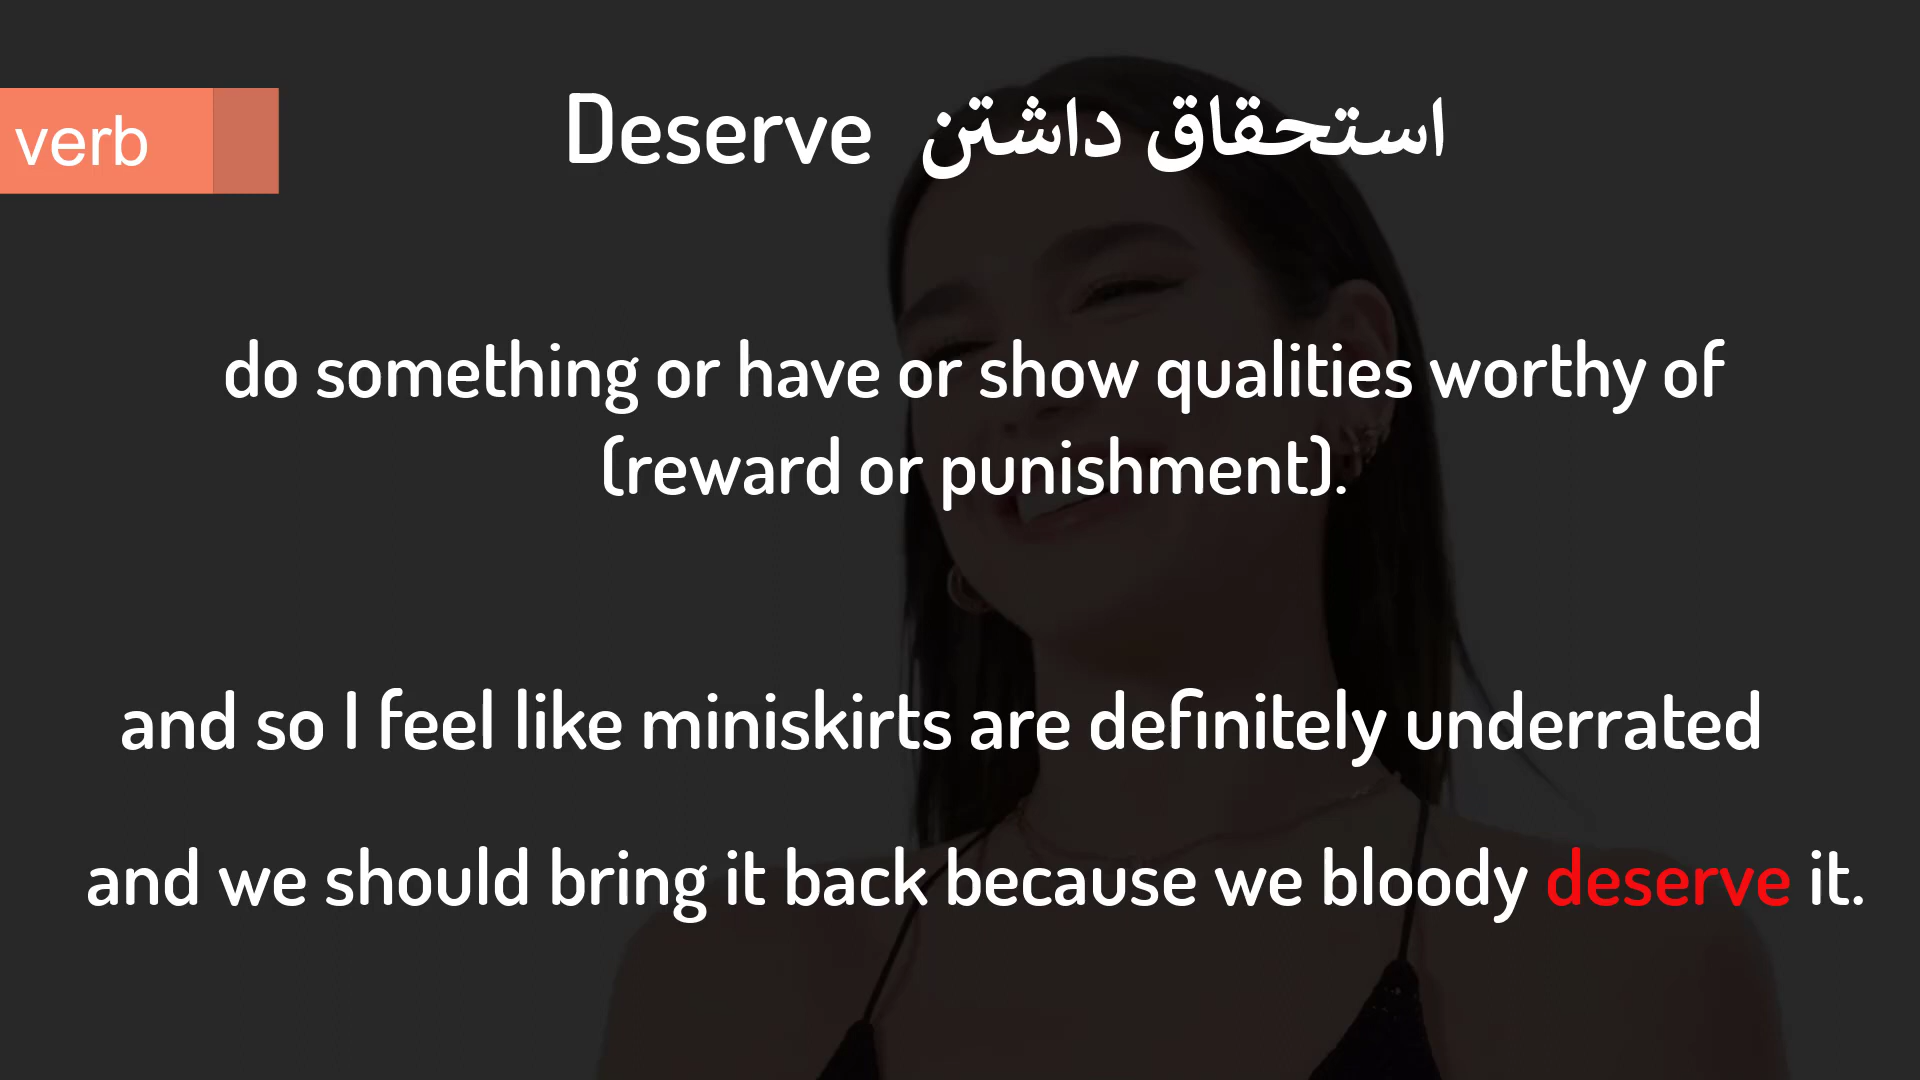 verb
Deserve استحقاق داشتن
do something or have or show qualities worthy of
(reward or punishment).
and so I feel like miniskirts are definitely underrated
and we should bring it back because we bloody deserve it.